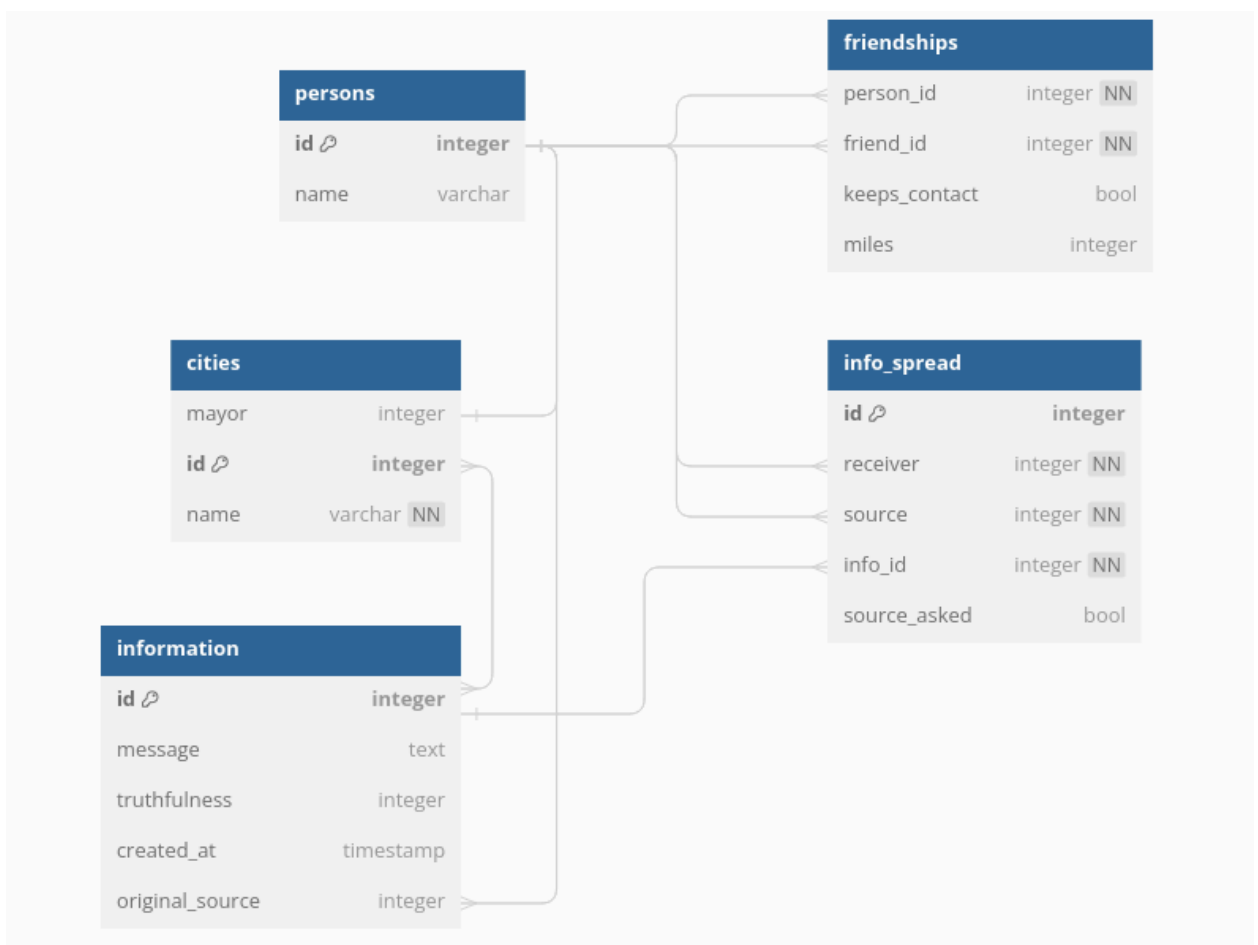 persons
id integer
name varchar
friendships
person_id integer NN
friend_id integer NN
keeps_contact bool
miles integer
cities
mayor integer
id integer
name varchar NN
info_spread
id integer
receiver integer NN
source integer NN
info_id integer NN
source_asked bool
information
id integer
message text
truthfulness integer
created_at timestamp
original_source integer